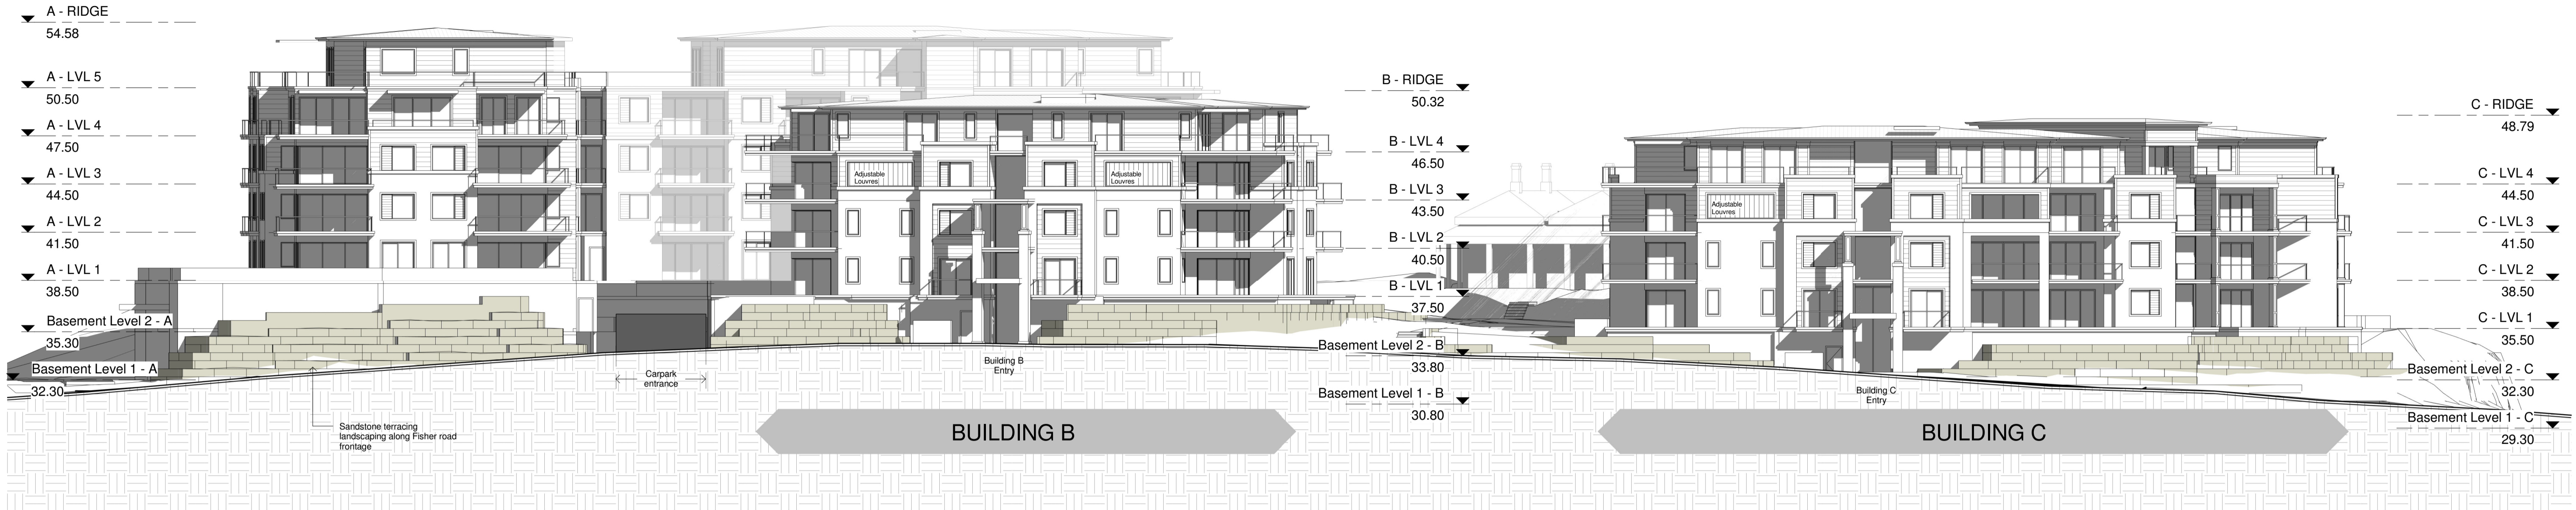 A - RIDGE
54.58
A - LVL 5
50.50
A - LVL 4
47.50
A - LVL 3
44.50
A - LVL 2
41.50
A - LVL 1
38.50
Basement Level 2 - A
35.30
Basement Level 1 - A
32.30
Sandstone terracing
landscaping along Fisher road
frontage
Carpark
entrance
Adjustable
Louvres
Adjustable
Louvres
Building B
Entry
BUILDING B
B - RIDGE
50.32
B - LVL 4
46.50
B - LVL 3
43.50
B - LVL 2
40.50
B - LVL 1
37.50
Basement Level 2 - B
33.80
Basement Level 1 - B
30.80
Adjustable
Louvres
Building C
Entry
BUILDING C
C - RIDGE
48.79
C - LVL 4
44.50
C - LVL 3
41.50
C - LVL 2
38.50
C - LVL 1
35.50
Basement Level 2 - C
32.30
Basement Level 1 - C
29.30